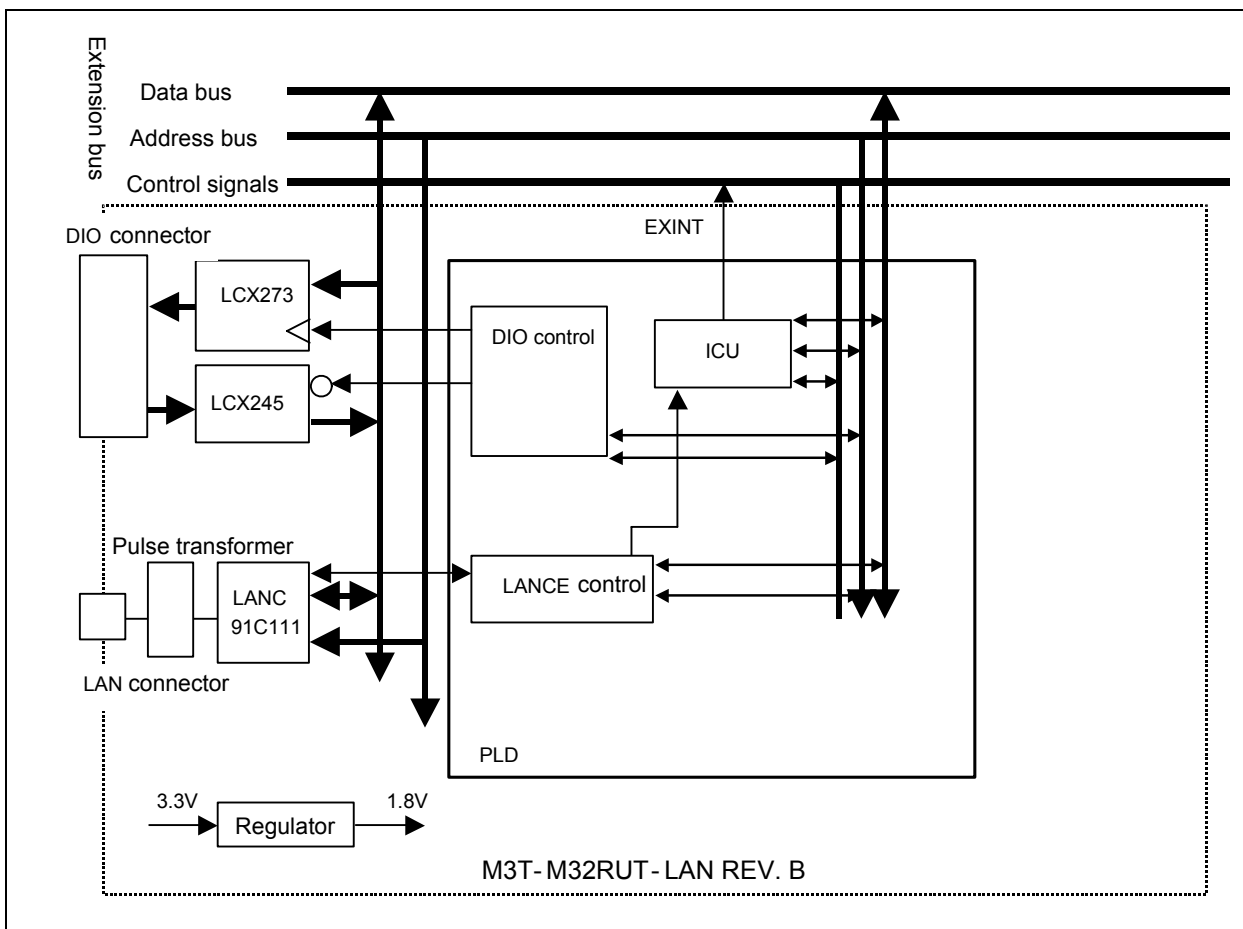 Extension bus
Data bus
Address bus
Control signals
EXINT
DIO connector
LCX273
DIO control
ICU
LCX245
Pulse transformer
LANC
91C111
LANCE control
LAN connector
PLD
3.3V
1.8V
Regulator
M3T-M32RUT-LAN REV. B